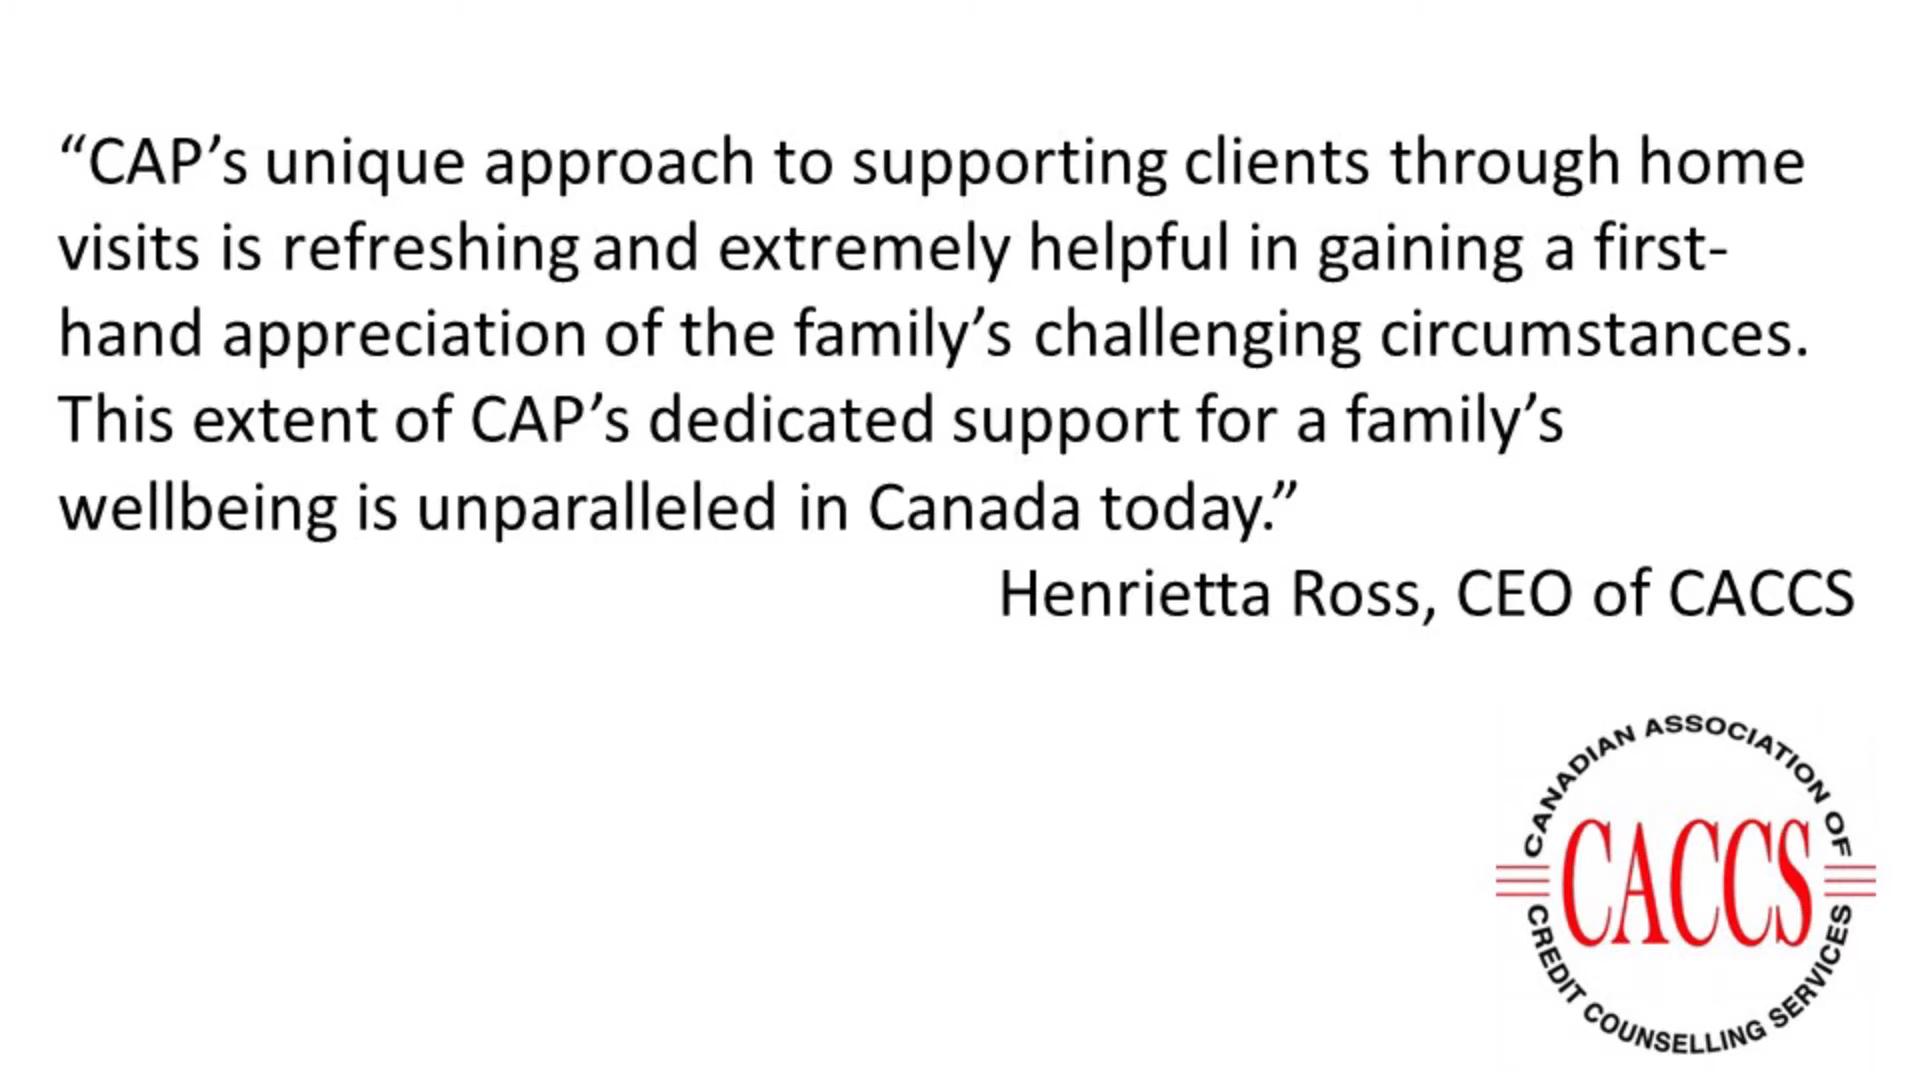 “CAP’s unique approach to supporting clients through home
visits is refreshing and extremely helpful in gaining a first-
hand appreciation of the family’s challenging circumstances.
This extent of CAP’s dedicated support for a family’s
wellbeing is unparalleled in Canada today.”
Henrietta Ross, CEO of CACCS
CANADIAN ASSOCIATION OF
CACCS
CREDIT COUNSELLING SERVICES